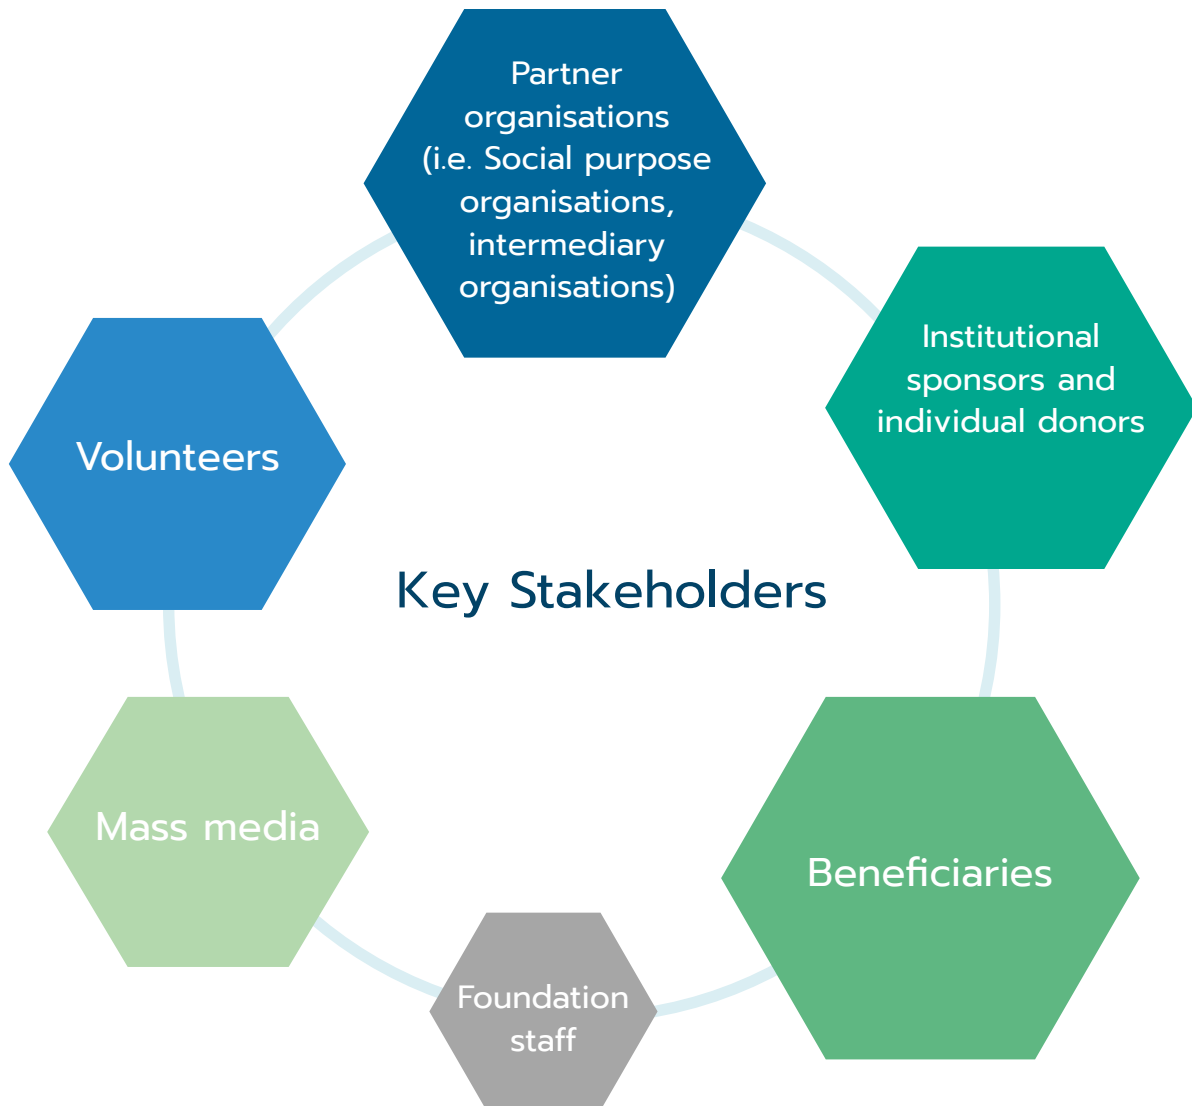 Partner
organisations
(i.e. Social purpose
organisations,
intermediary
organisations)
Institutional
sponsors and
individual donors
Volunteers
Key Stakeholders
Mass media
Beneficiaries
Foundation
staff